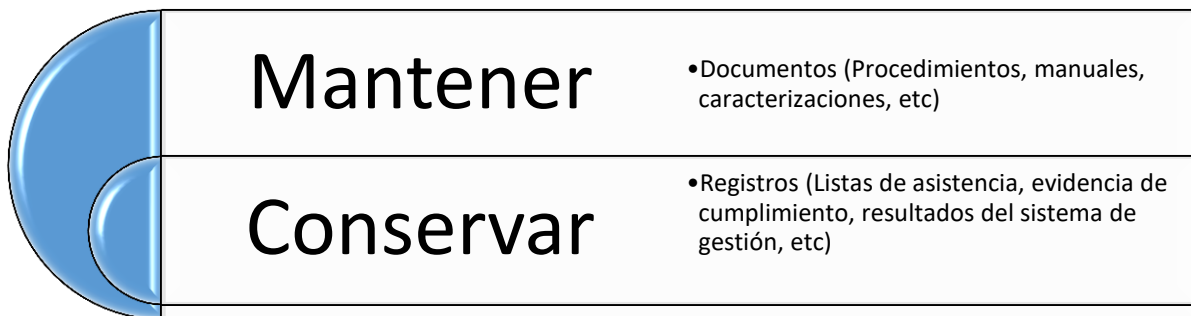 Mantener
•Documentos (Procedimientos, manuales,
caracterizaciones, etc)
Conservar
•Registros (Listas de asistencia, evidencia de
cumplimiento, resultados del sistema de
gestión, etc)